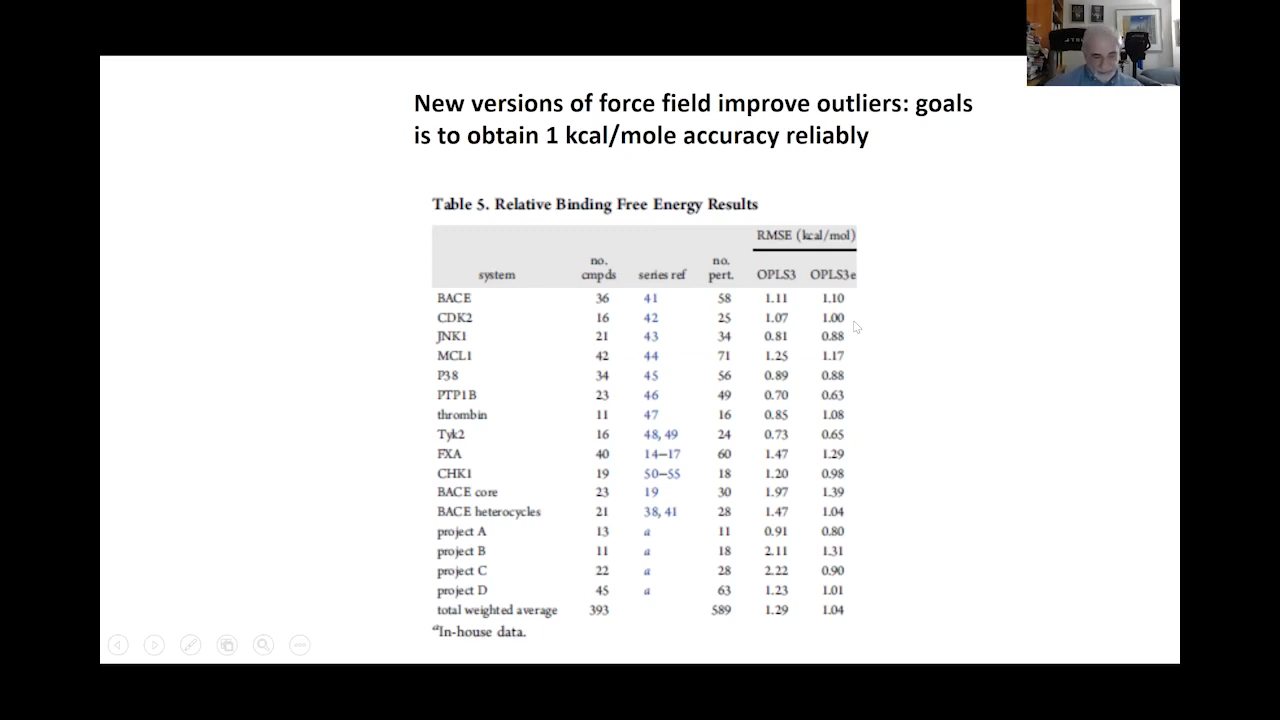 New versions of force field improve outliers: goals
is to obtain 1 kcal/mole accuracy reliably
Table 5. Relative Binding Free Energy Results
RMSE (kcal/mol)
system no. cmpds series ref no. pert. OPLS3 OPLS3e
BACE 36 41 58 1.11 1.10
CDK2 16 42 25 1.07 1.00
JNK1 21 43 34 0.81 0.88
MCL1 42 44 71 1.25 1.17
P38 34 45 56 0.89 0.88
PTP1B 23 46 49 0.70 0.63
thrombin 11 47 16 0.85 1.08
Tyk2 16 48, 49 24 0.73 0.65
FXA 40 14–17 60 1.47 1.29
CHK1 19 50–55 18 1.20 0.98
BACE core 23 19 30 1.97 1.39
BACE heterocycles 21 38, 41 28 1.47 1.04
project A 13 a 11 0.91 0.80
project B 11 a 18 2.11 1.31
project C 22 a 28 2.22 0.90
project D 45 a 63 1.23 1.01
total weighted average 393 589 1.29 1.04
aIn-house data.